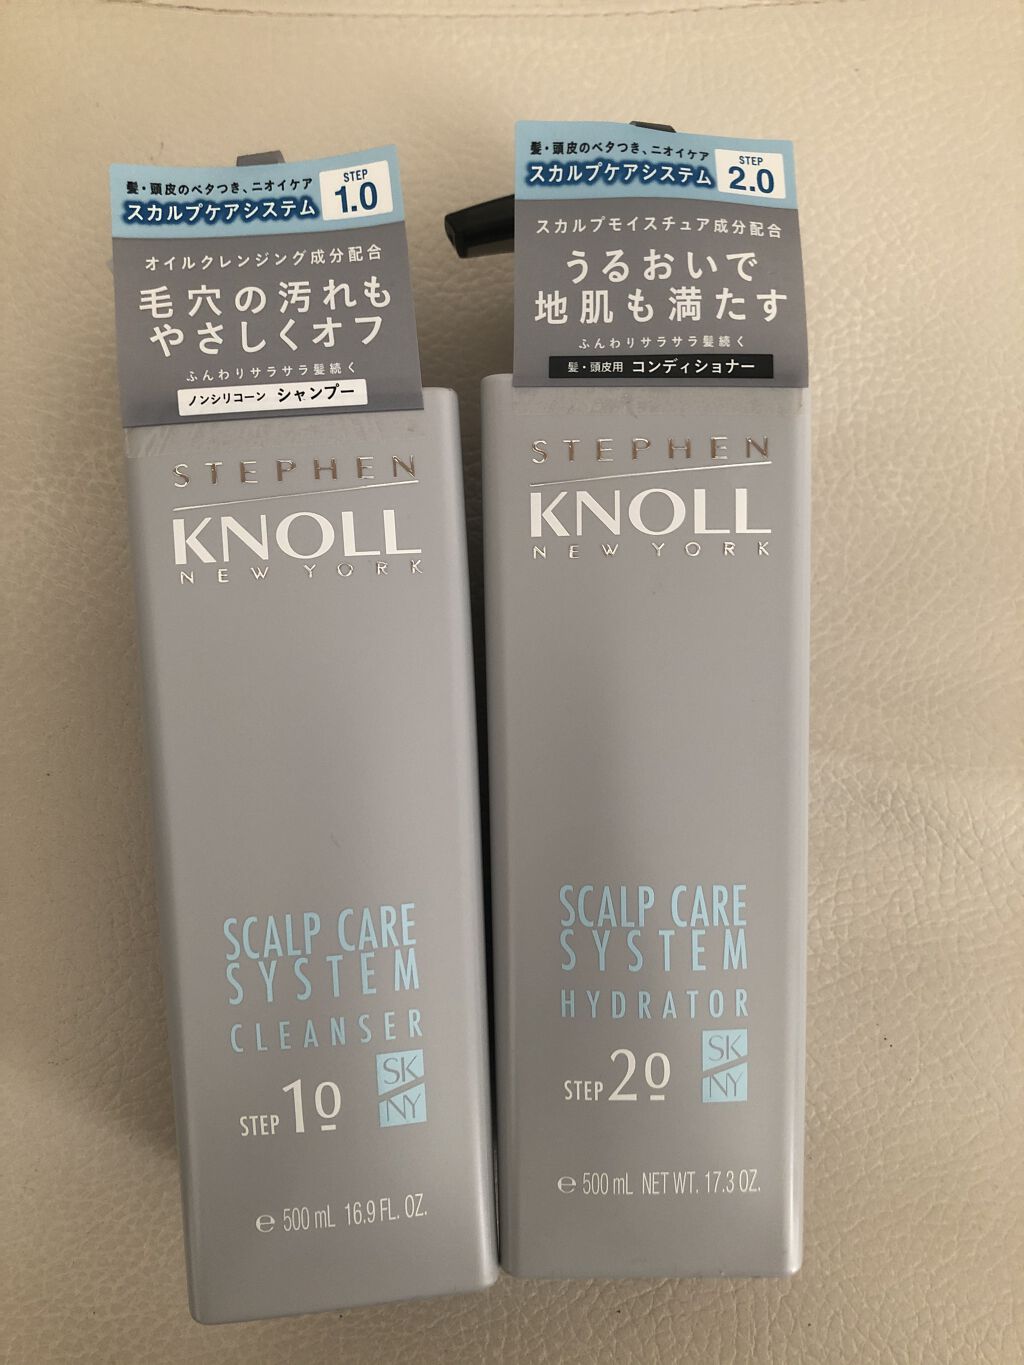 髪・頭皮のベタつき、ニオイケア
スカルプケアシステム
STEP
1.0
オイルクレンジング成分配合
毛穴の汚れも
やさしくオフ
ふんわりサラサラ髪続く
ノンシリコーン シャンプー
STEPHEN
KNOLL
NEW YORK
SCALP CARE
SYSTEM
CLEANSER
STEP 1.0
SK
NY
e 500 mL 16.9 FL. OZ.
髪・頭皮のベタつき、ニオイケア
スカルプケアシステム
STEP
2.0
スカルプモイスチュア成分配合
うるおいで
地肌も満たす
ふんわりサラサラ髪続く
髪・頭皮用 コンディショナー
STEPHEN
KNOLL
NEW YORK
SCALP CARE
SYSTEM
HYDRATOR
STEP 2.0
SK
NY
e 500 mL NET WT. 17.3 OZ.